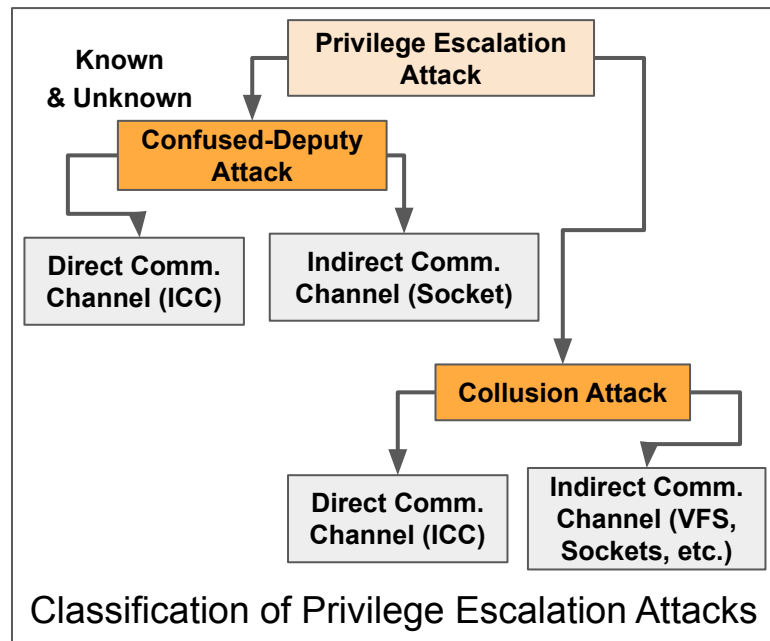 Privilege Escalation
Attack
Known
& Unknown
Confused-Deputy
Attack
Direct Comm.
Channel (ICC)
Indirect Comm.
Channel (Socket)
Collusion Attack
Direct Comm.
Channel (ICC)
Indirect Comm.
Channel (VFS,
Sockets, etc.)
Classification of Privilege Escalation Attacks